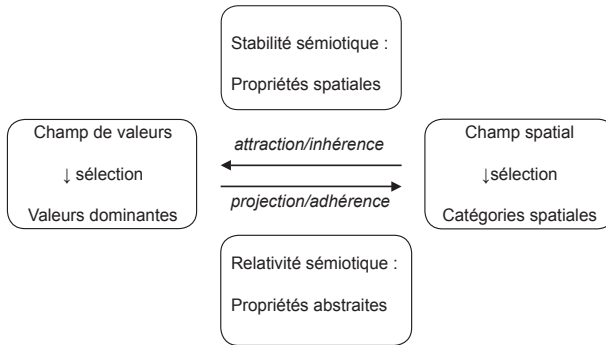 Stabilité sémiotique :
Propriétés spatiales
Champ de valeurs
↓ sélection
Valeurs dominantes
attraction/inhérence
projection/adhérence
Champ spatial
↓sélection
Catégories spatiales
Relativité sémiotique :
Propriétés abstraites